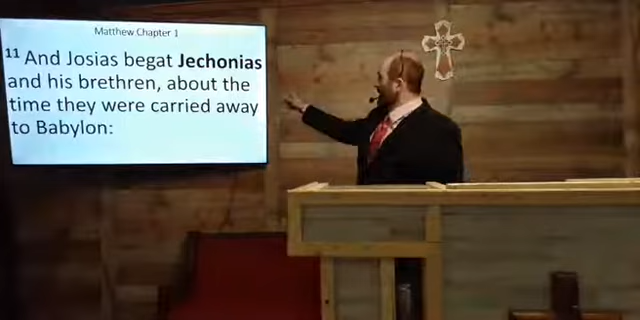 Matthew Chapter 1
11 And Josias begat Jechonias
and his brethren, about the
time they were carried away
to Babylon: